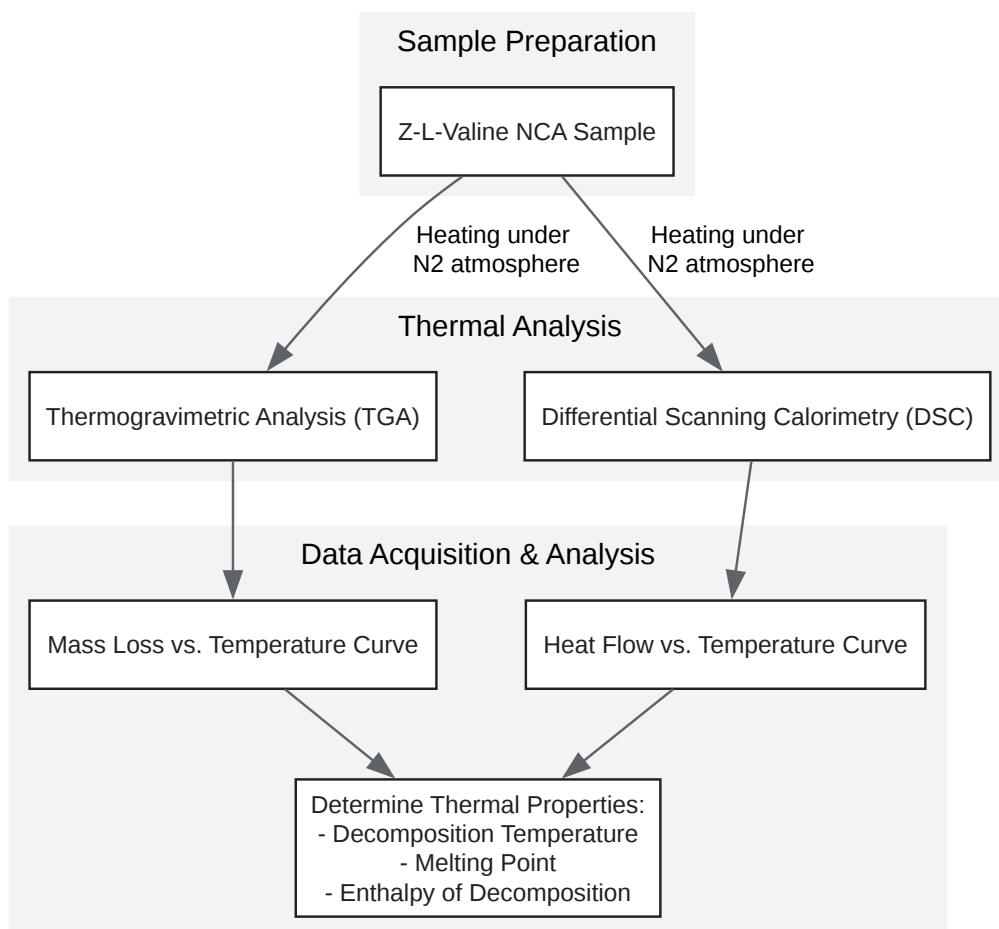 Sample Preparation
Z-L-Valine NCA Sample
Heating under
N2 atmosphere
Heating under
N2 atmosphere
Thermal Analysis
Thermogravimetric Analysis (TGA)
Differential Scanning Calorimetry (DSC)
Data Acquisition & Analysis
Mass Loss vs. Temperature Curve
Heat Flow vs. Temperature Curve
Determine Thermal Properties:
- Decomposition Temperature
- Melting Point
- Enthalpy of Decomposition